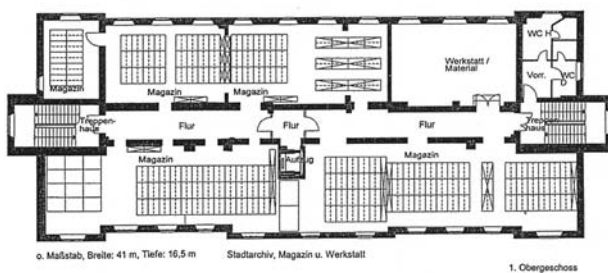 WC H
Werkstatt /
Material
Magazin
Magazin
Magazin
Vorr.
WC
D
Treppen-
haus
Flur
Flur
Flur
Treppen-
haus
Magazin
Aufzug
Magazin
o. Maßstab, Breite: 41 m, Tiefe: 16,5 m
Stadtarchiv, Magazin u. Werkstatt
1. Obergeschoss